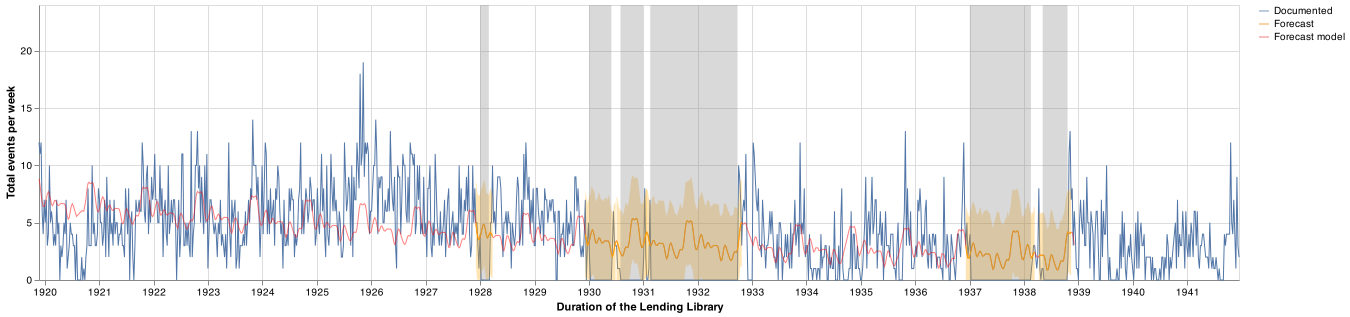 Total events per week
20
15
10
5
0
1920 1921 1922 1923 1924 1925 1926 1927 1928 1929 1930 1931 1932 1933 1934 1935 1936 1937 1938 1939 1940 1941
Duration of the Lending Library
Documented
Forecast
Forecast model